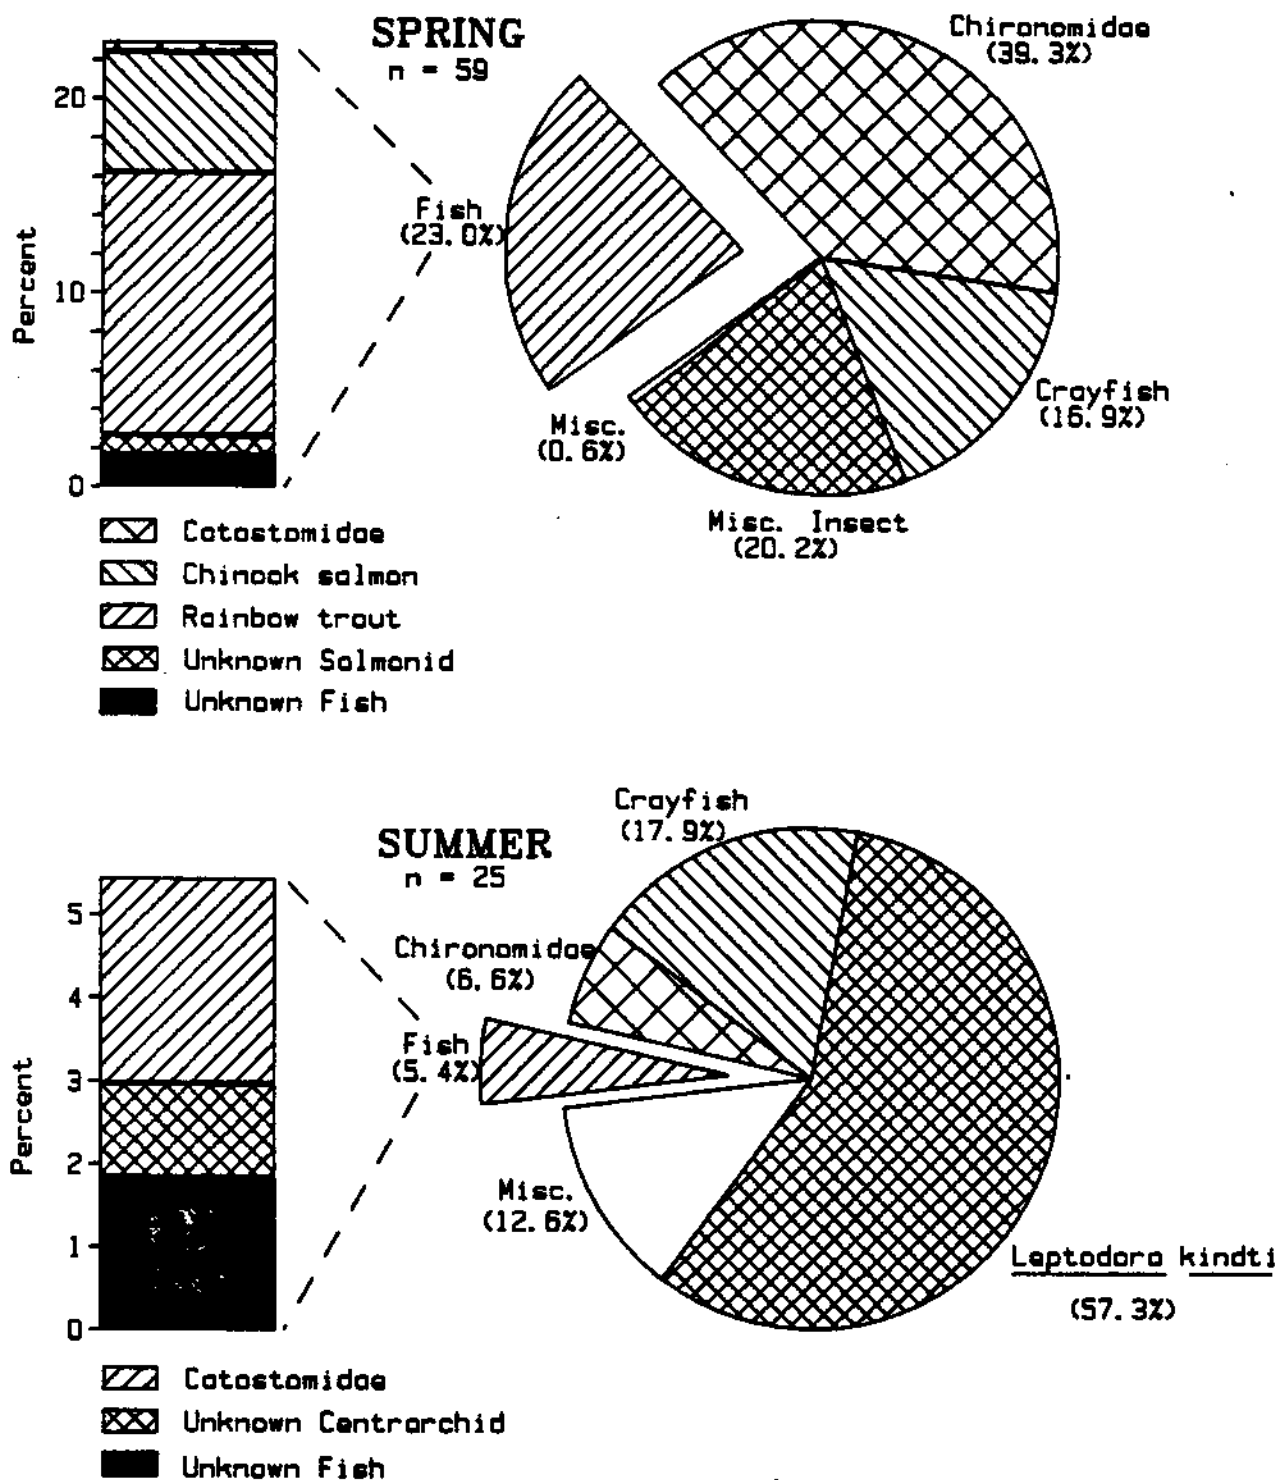 SPRING
n = 59
Chironomidae
(39.3%)
Fish
(23.0%)
Crayfish
(16.9%)
Misc.
(0.6%)
Misc. Insect
(20.2%)
Percent
20
10
0
Catostomidae
Chinook salmon
Rainbow trout
Unknown Salmonid
Unknown Fish
SUMMER
n = 25
Crayfish
(17.9%)
Chironomidae
(6.6%)
Fish
(5.4%)
Misc.
(12.6%)
Leptodora kindti
(57.3%)
Percent
5
4
3
2
1
0
Catostomidae
Unknown Centrarchid
Unknown Fish